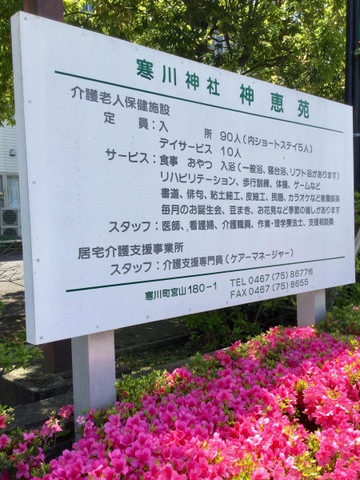 寒川神社 神恵苑
介護老人保健施設
定 員：入 所 90人（内ショートステイ5人）
デイサービス 10人
サービス：食事 おやつ 入浴（一般浴、寝台浴、リフト浴があります）
リハビリテーション、歩行訓練、体操、ゲームなど
書道、俳句、粘土細工、皮施工、民踊、カラオケなど教養娯楽
毎月のお誕生会、豆まき、お花見など季節の催しがあります
スタッフ：医師、看護婦、介護職員、作業・理学療法士、支援相談員
居宅介護支援事業所
スタッフ：介護支援専門員（ケアーマネージャー）
寒川町宮山180-1
TEL 0467（75）8677㈹
FAX 0467（75）8655